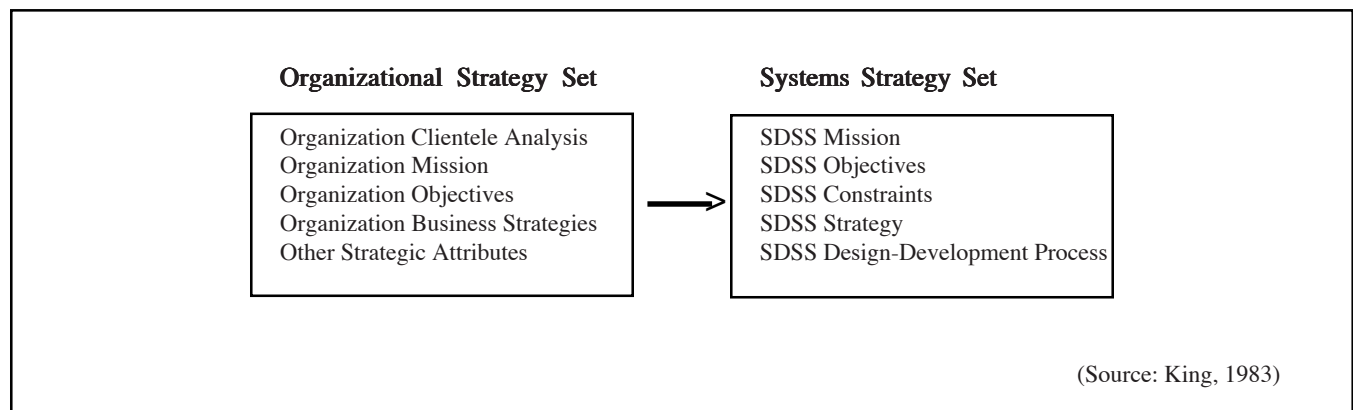 Organizational Strategy Set
Organization Clientele Analysis
Organization Mission
Organization Objectives
Organization Business Strategies
Other Strategic Attributes
Systems Strategy Set
SDSS Mission
SDSS Objectives
SDSS Constraints
SDSS Strategy
SDSS Design-Development Process
(Source: King, 1983)